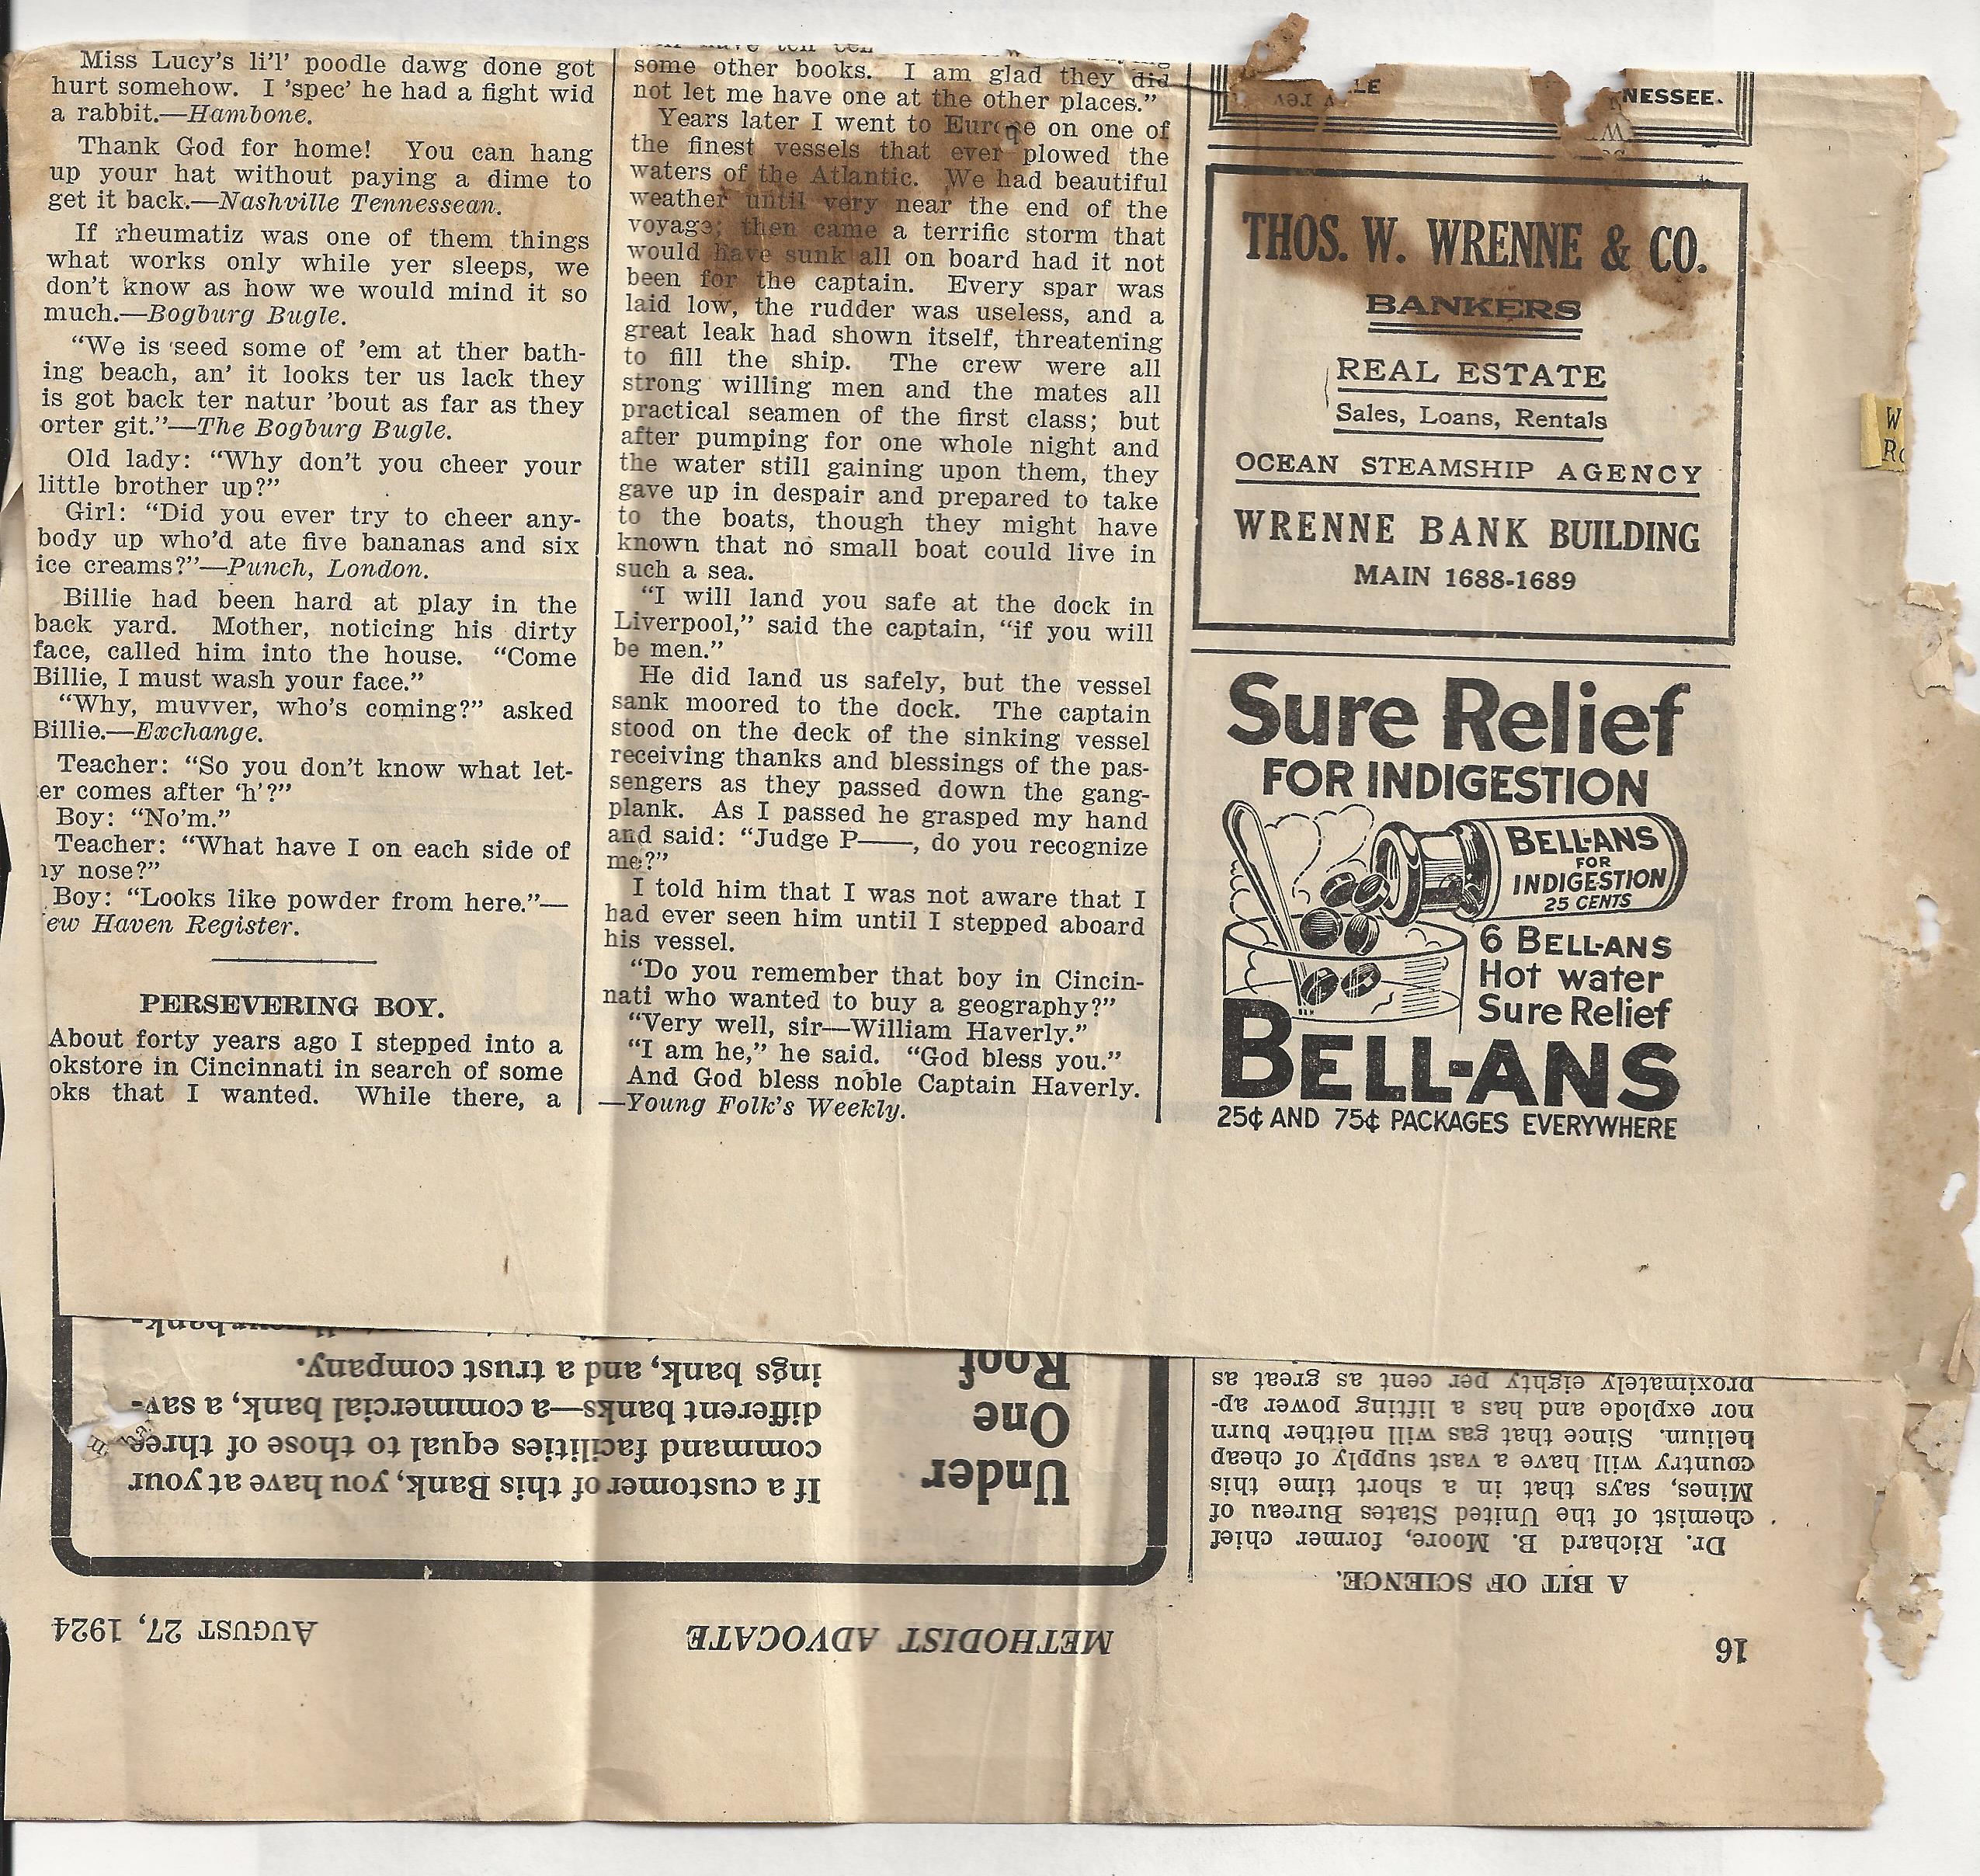 Miss Lucy's li'l' poodle dawg done got
hurt somehow. I 'spec' he had a fight wid
a rabbit.—Hambone.
Thank God for home! You can hang
up your hat without paying a dime to
get it back.—Nashville Tennessean.
If rheumatiz was one of them things
what works only while yer sleeps, we
don't know as how we would mind it so
much.—Bogburg Bugle.
“We is seed some of 'em at ther bath-
ing beach, an' it looks ter us lack they
is got back ter natur 'bout as far as they
orter git.”—The Bogburg Bugle.
Old lady: “Why don't you cheer your
little brother up?”
Girl: “Did you ever try to cheer any-
body up who'd ate five bananas and six
ice creams?”—Punch, London.
Billie had been hard at play in the
back yard. Mother, noticing his dirty
face, called him into the house. “Come
Billie, I must wash your face.”
“Why, muvver, who's coming?” asked
Billie.—Exchange.
Teacher: “So you don't know what let-
er comes after 'h'?”
Boy: “No'm.”
Teacher: “What have I on each side of
y nose?”
Boy: “Looks like powder from here.”—
ew Haven Register.
PERSEVERING BOY.
About forty years ago I stepped into a
okstore in Cincinnati in search of some
oks that I wanted. While there, a
some other books. I am glad they did
not let me have one at the other places.”
Years later I went to Europe on one of
the finest vessels that ever plowed the
waters of the Atlantic. We had beautiful
weather until very near the end of the
voyage; then came a terrific storm that
would have sunk all on board had it not
been for the captain. Every spar was
laid low, the rudder was useless, and a
great leak had shown itself, threatening
to fill the ship. The crew were all
strong willing men and the mates all
practical seamen of the first class; but
after pumping for one whole night and
the water still gaining upon them, they
gave up in despair and prepared to take
to the boats, though they might have
known that no small boat could live in
such a sea.
“I will land you safe at the dock in
Liverpool,” said the captain, “if you will
be men.”
He did land us safely, but the vessel
sank moored to the dock. The captain
stood on the deck of the sinking vessel
receiving thanks and blessings of the pas-
sengers as they passed down the gang-
plank. As I passed he grasped my hand
and said: “Judge P——, do you recognize
me?”
I told him that I was not aware that I
had ever seen him until I stepped aboard
his vessel.
“Do you remember that boy in Cincin-
nati who wanted to buy a geography?”
“Very well, sir—William Haverly.”
“I am he,” he said. “God bless you.”
And God bless noble Captain Haverly.
—Young Folk's Weekly.
LE NESSEE.
THOS. W. WRENNE & CO.
BANKERS
REAL ESTATE
Sales, Loans, Rentals
OCEAN STEAMSHIP AGENCY
WRENNE BANK BUILDING
MAIN 1688-1689
Sure Relief
FOR INDIGESTION
BELL-ANS
FOR
INDIGESTION
25 CENTS
6 BELL-ANS
Hot water
Sure Relief
BELL-ANS
25¢ AND 75¢ PACKAGES EVERYWHERE
16
METHODIST ADVOCATE
AUGUST 27, 1924
A BIT OF SCIENCE.
Dr. Richard B. Moore, former chief
chemist of the United States Bureau of
Mines, says that in a short time this
country will have a vast supply of cheap
helium. Since that gas will neither burn
nor explode and has a lifting power ap-
proximately eighty per cent as great as
Under
One
Roof
If a customer of this Bank, you have at your
command facilities equal to those of three
different banks—a commercial bank, a sav-
ings bank, and a trust company.